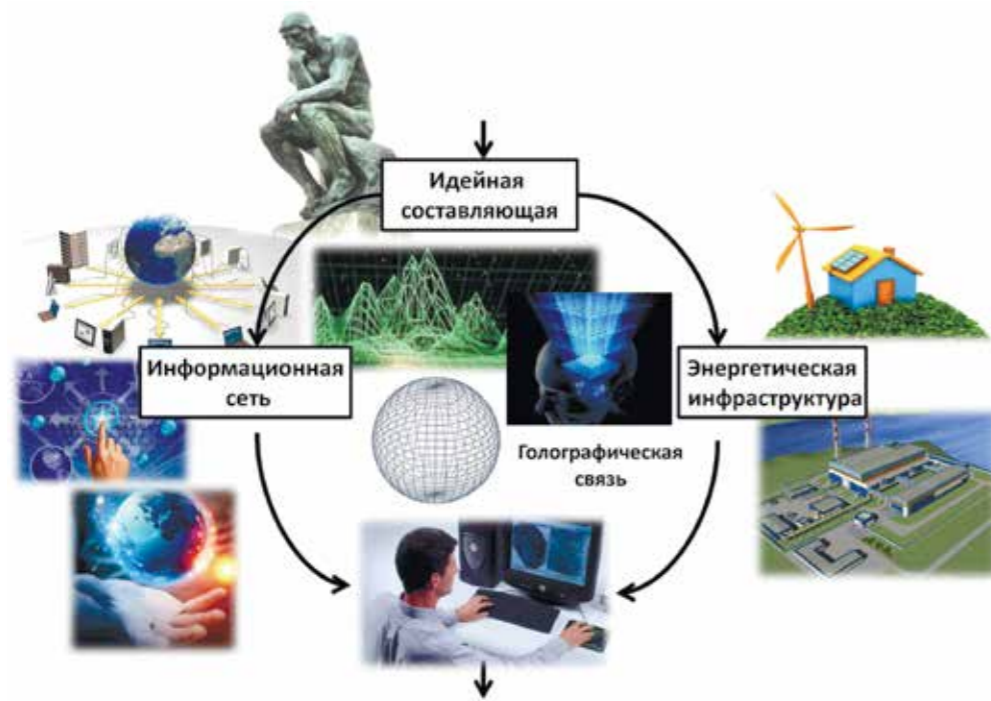 Идейная
составляющая
Информационная
сеть
Энергетическая
инфраструктура
Голографическая
связь